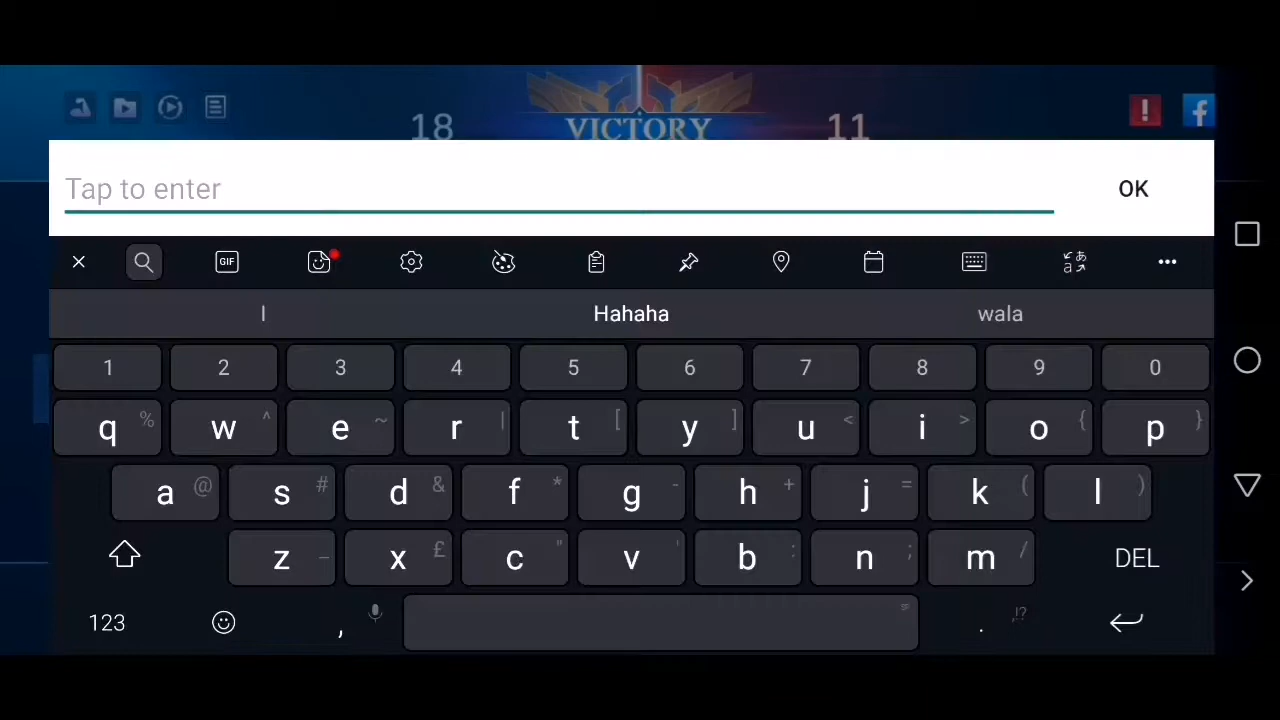 18 VICTORY 11
Tap to enter OK
GIF
I Hahaha wala
1 2 3 4 5 6 7 8 9 0
q % w ^ e ~ r | t [ y ] u < i > o { p }
a @ s # d & f * g - h + j = k ( l )
z _ x £ c " v ' b : n ; m / DEL
123 , . ,!?